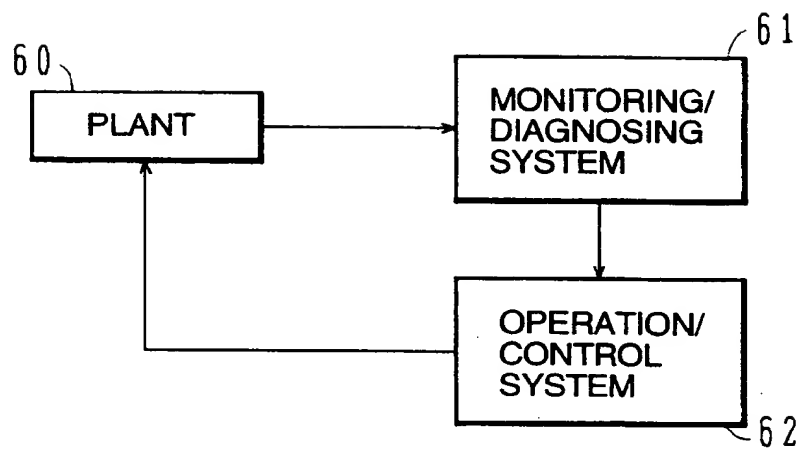 60
PLANT
61
MONITORING/
DIAGNOSING
SYSTEM
OPERATION/
CONTROL
SYSTEM
62